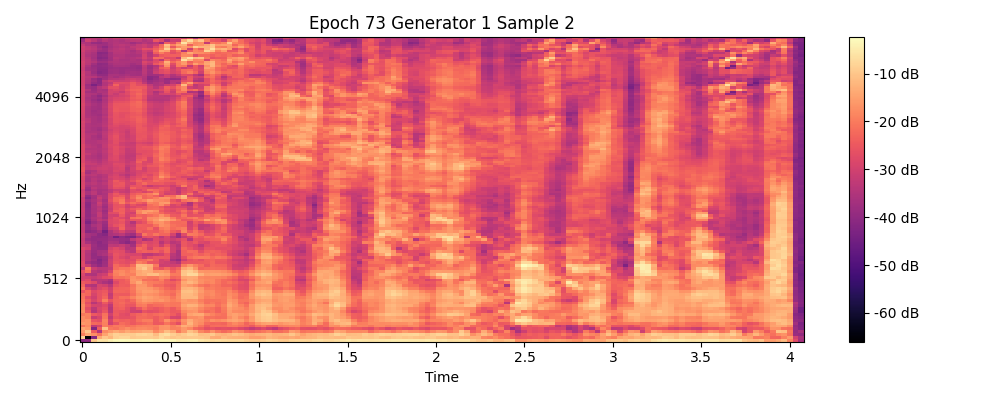 Epoch 73 Generator 1 Sample 2
Hz
4096
2048
1024
512
0
0 0.5 1 1.5 2 2.5 3 3.5 4
Time
-10 dB
-20 dB
-30 dB
-40 dB
-50 dB
-60 dB